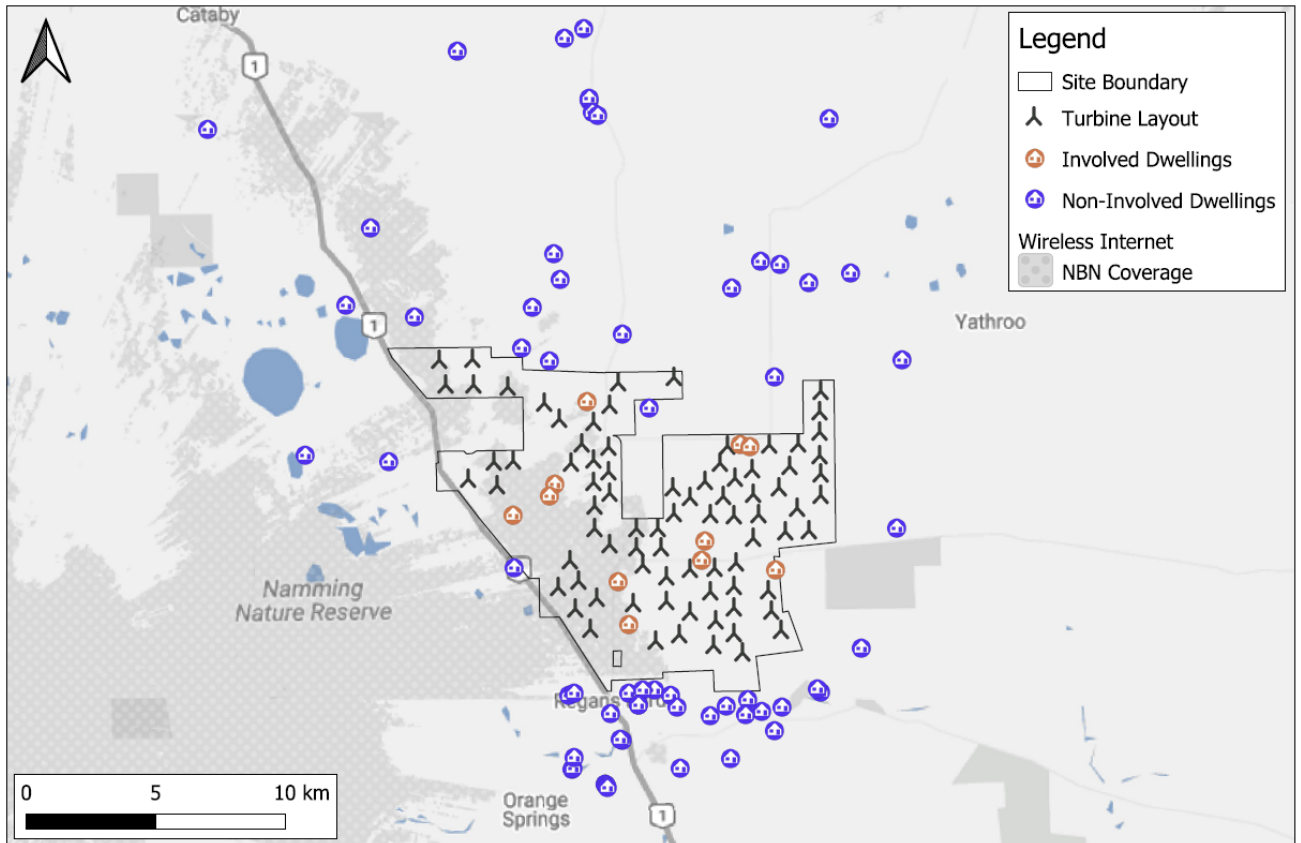 Cataby
1
Legend
Site Boundary
Turbine Layout
Involved Dwellings
Non-Involved Dwellings
Wireless Internet
NBN Coverage
Yathroo
1
Namming
Nature Reserve
0 5 10 km
Orange
Springs
1